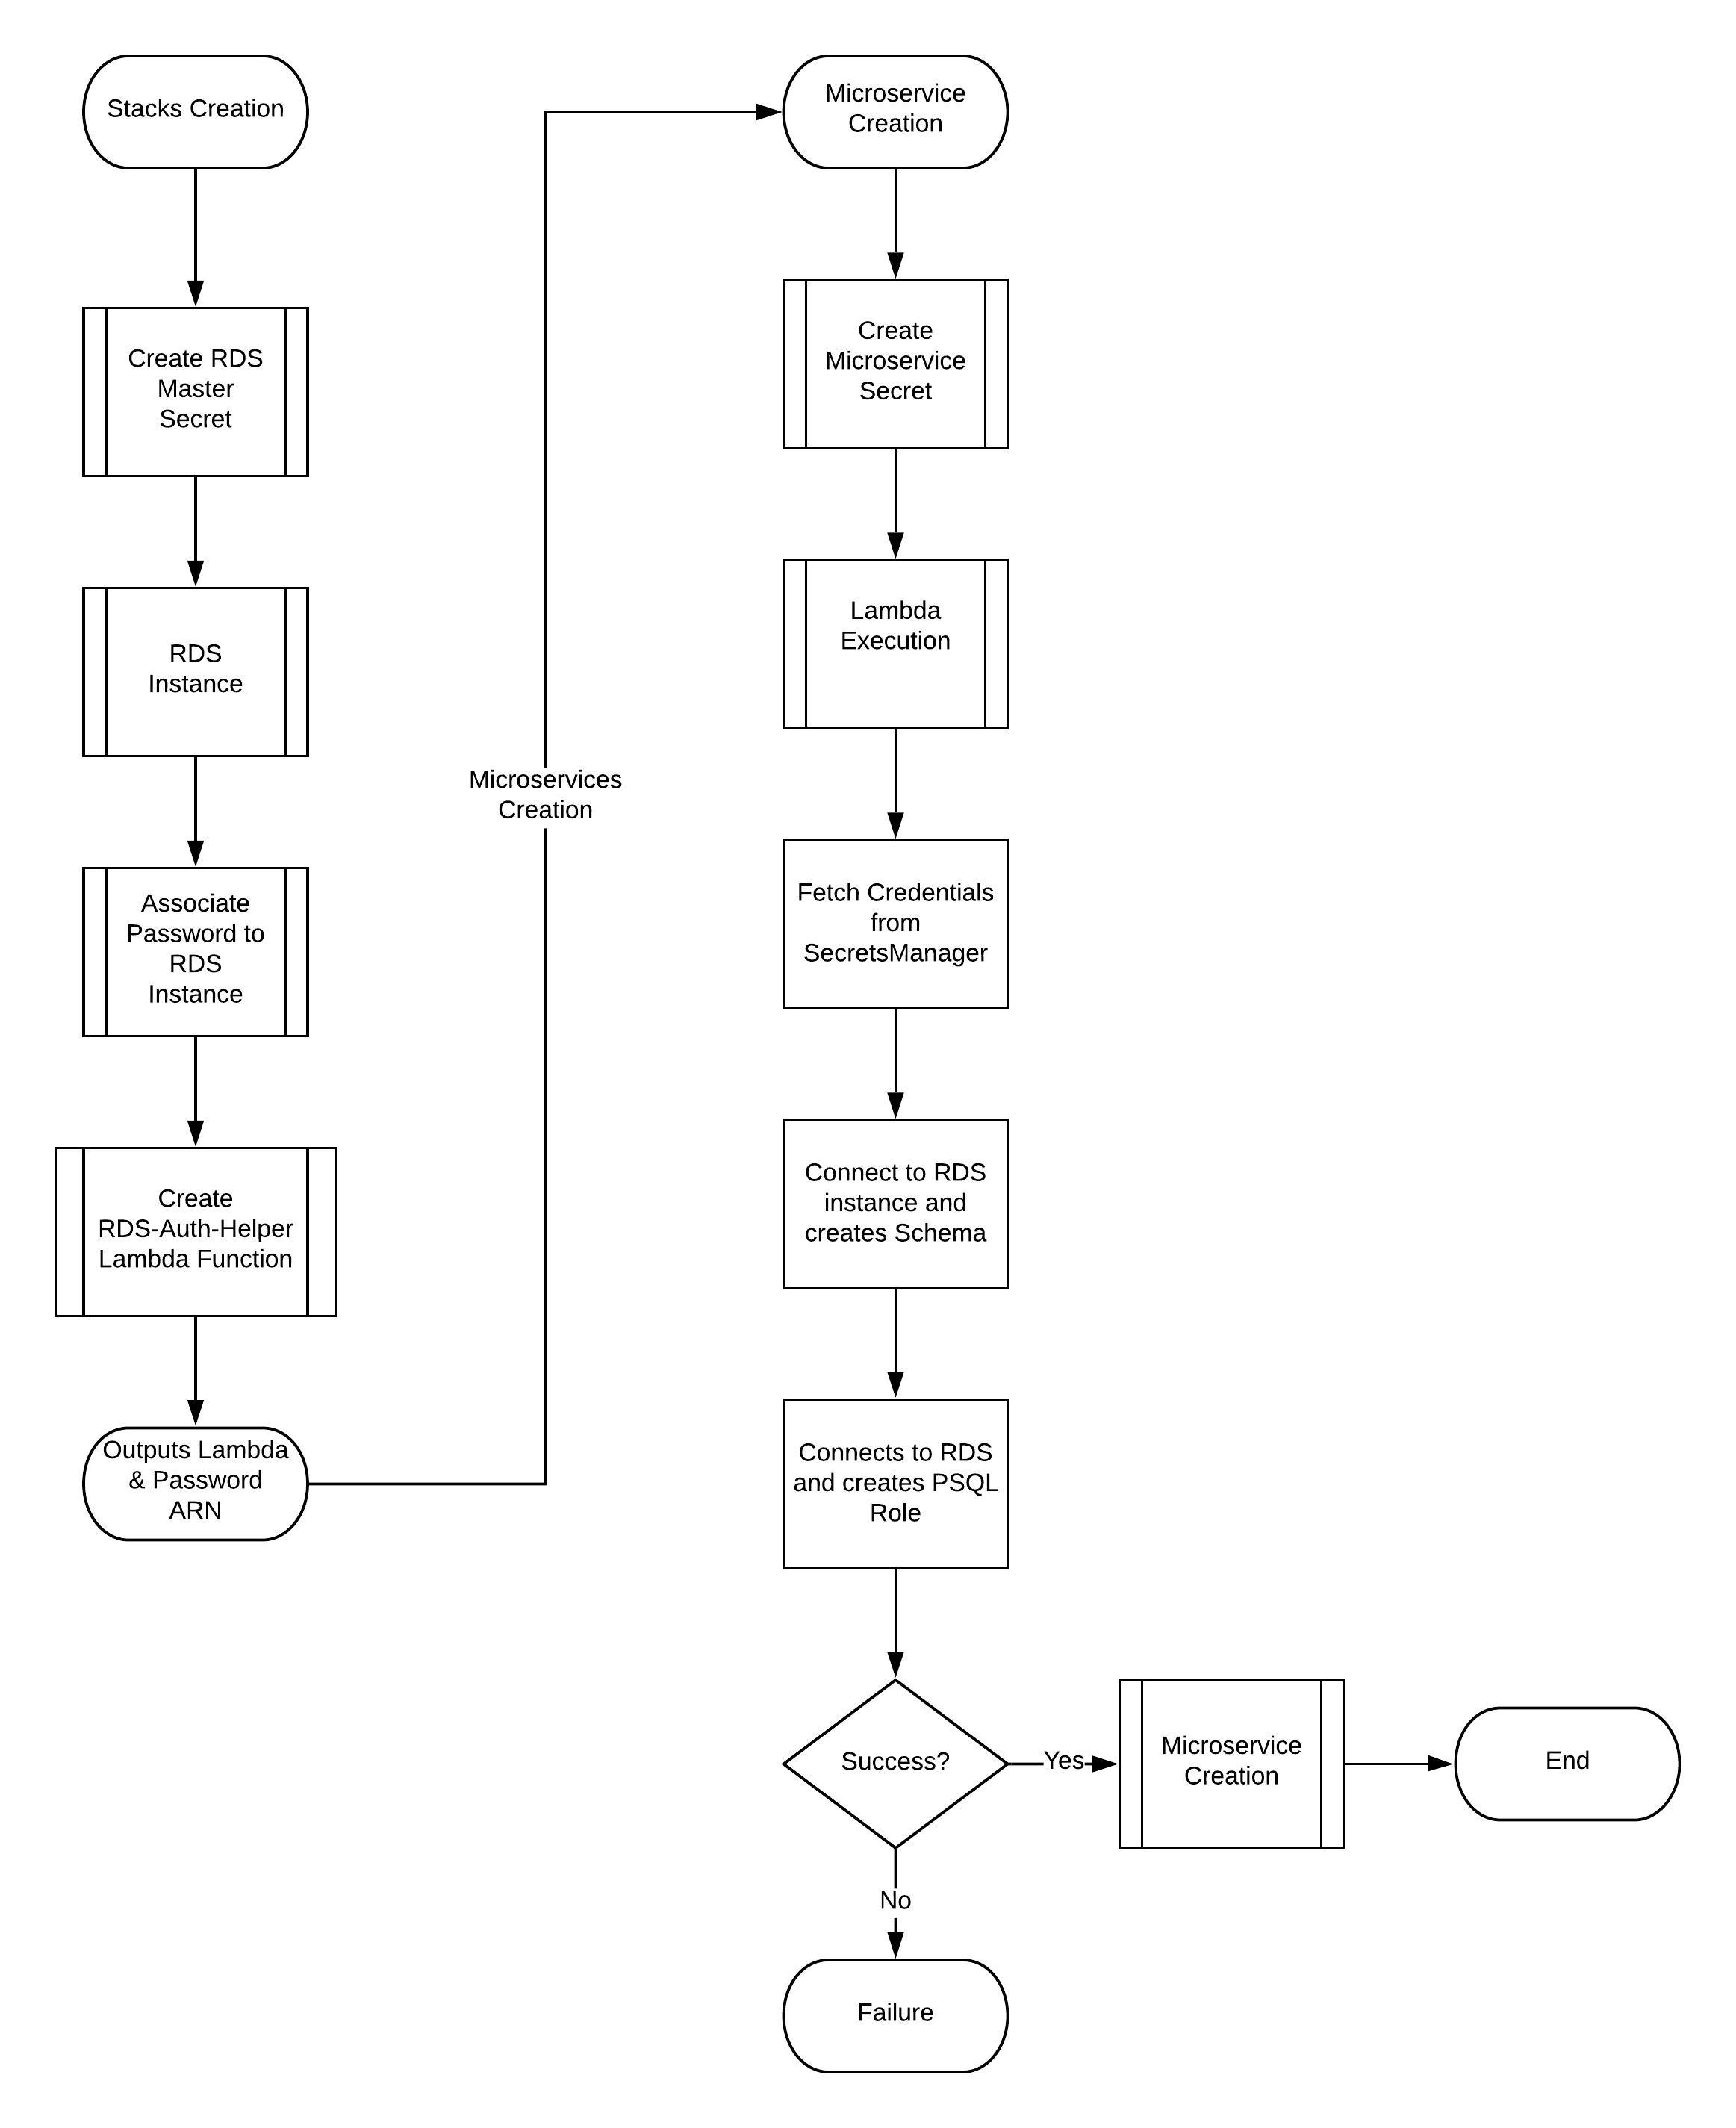 Stacks Creation
Create RDS
Master
Secret
RDS
Instance
Associate
Password to
RDS
Instance
Create
RDS-Auth-Helper
Lambda Function
Outputs Lambda
& Password
ARN
Microservices
Creation
Microservice
Creation
Create
Microservice
Secret
Lambda
Execution
Fetch Credentials
from
SecretsManager
Connect to RDS
instance and
creates Schema
Connects to RDS
and creates PSQL
Role
Success?
Yes
Microservice
Creation
End
No
Failure